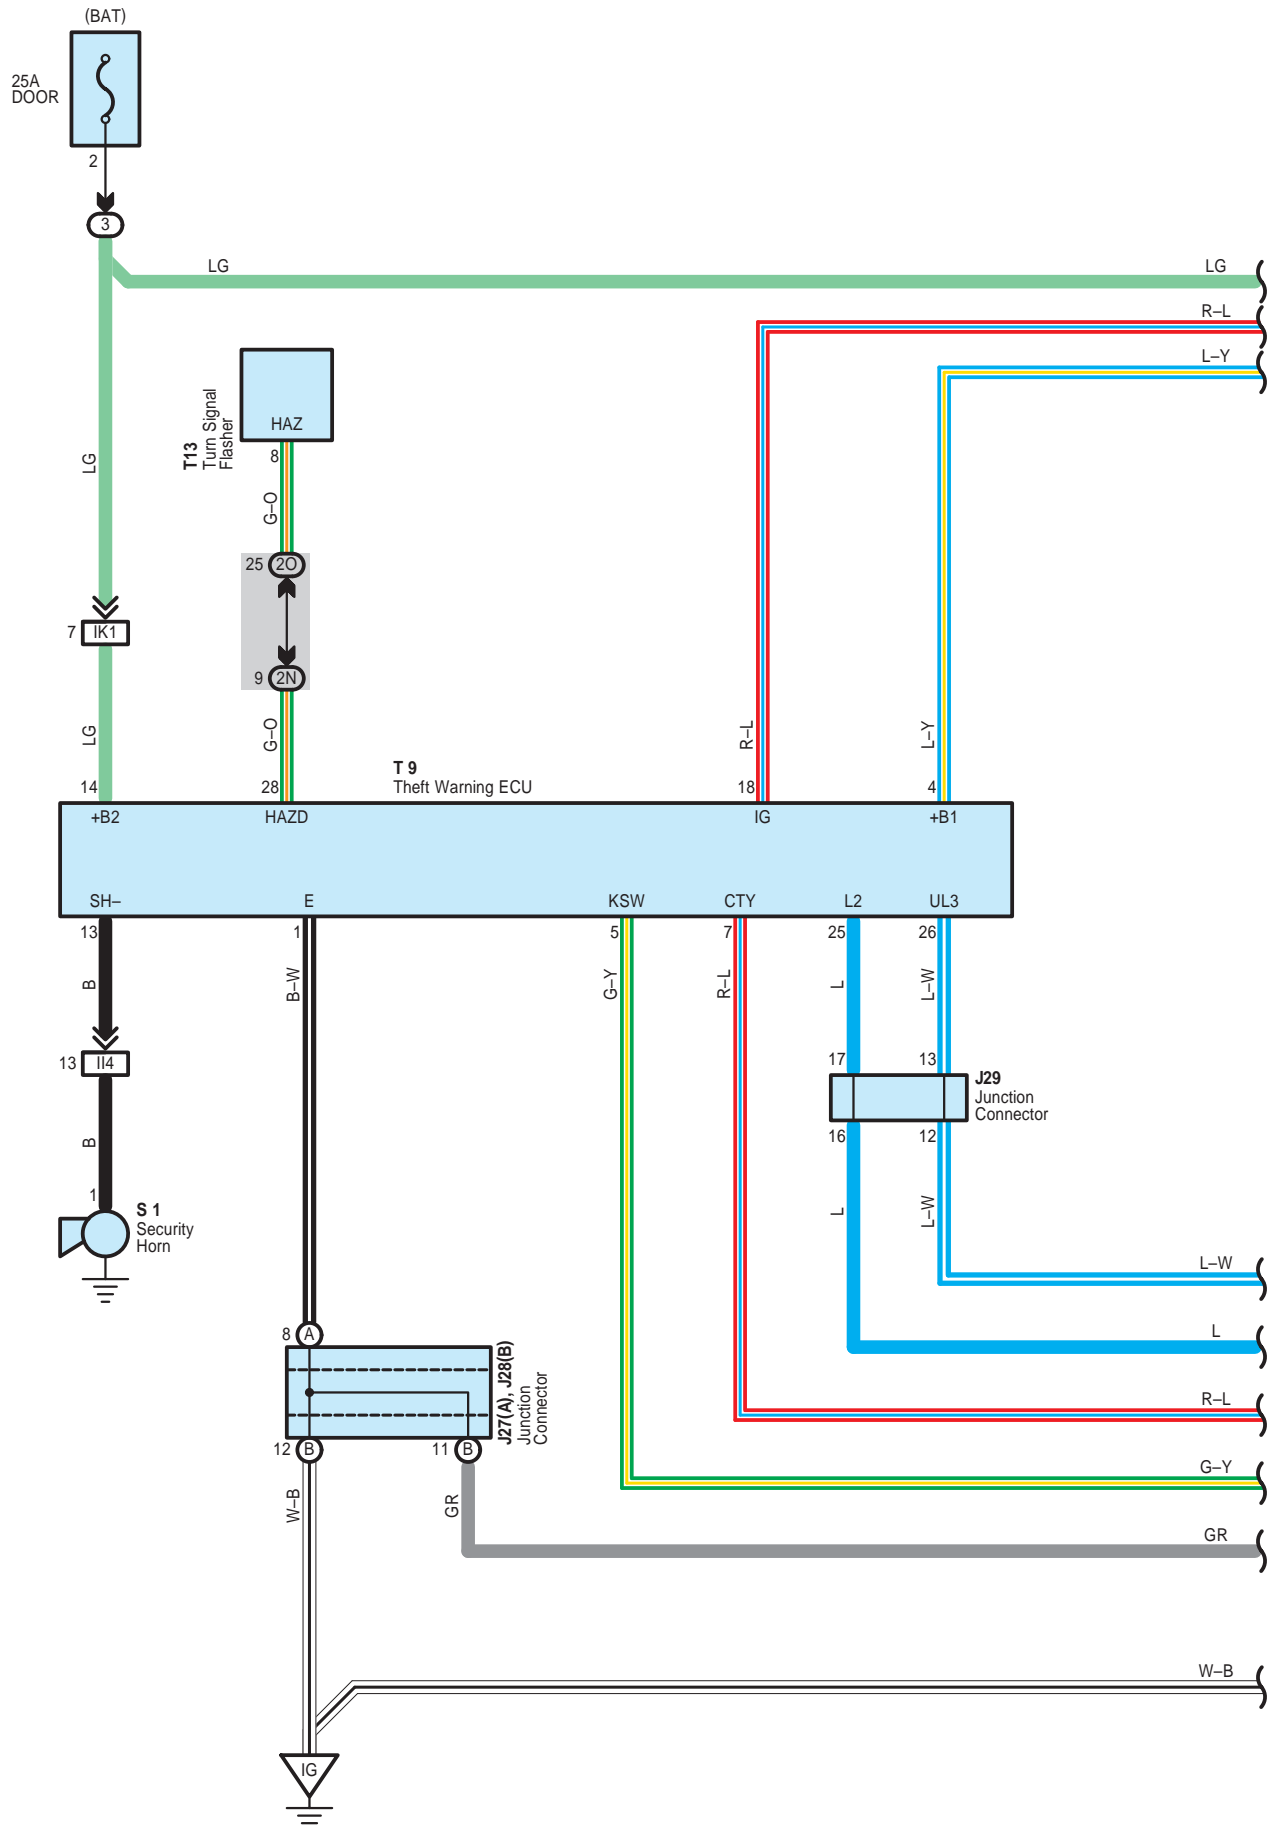 (BAT)
25A
DOOR
2
3
LG
LG
R–L
L–Y
HAZ
T13
Turn Signal
Flasher
8
LG
G–O
25
2O
7
IK1
9
2N
LG
G–O
R–L
L–Y
T 9
Theft Warning ECU
14
28
18
4
+B2
HAZD
IG
+B1
SH–
E
KSW
CTY
L2
UL3
13
1
5
7
25
26
B
B–W
G–Y
R–L
L
L–W
13
II4
17
13
J29
Junction
Connector
16
12
B
1
S 1
Security
Horn
L
L–W
L–W
8
A
L
J27(A), J28(B)
Junction
Connector
R–L
12
B
11
B
G–Y
W–B
GR
GR
W–B
IG